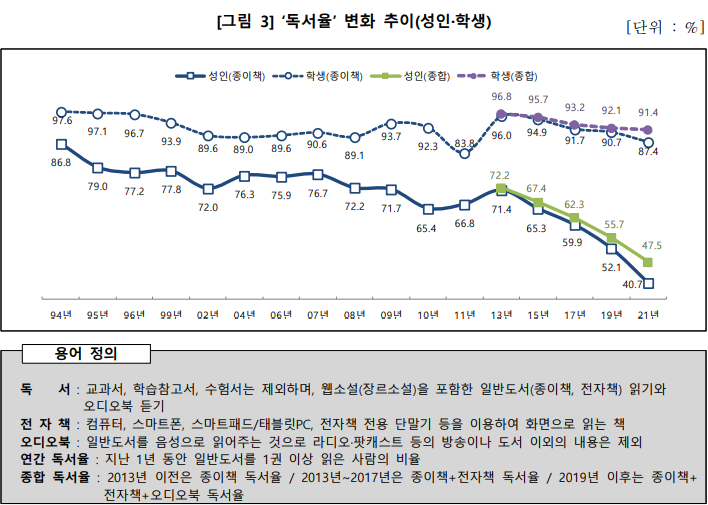 [그림 3] ‘독서율’ 변화 추이(성인·학생)
[단위 : %]
성인(종이책) 학생(종이책) 성인(종합) 학생(종합)
97.6 97.1 96.7 93.9 89.6 89.0 89.6 90.6 89.1 93.7 92.3 83.8 96.0 94.9 91.7 90.7 87.4
96.8 95.7 93.2 92.1 91.4
86.8 79.0 77.2 77.8 72.0 76.3 75.9 76.7 72.2 71.7 65.4 66.8 71.4 65.3 59.9 52.1 40.7
72.2 67.4 62.3 55.7 47.5
94년 95년 96년 99년 02년 04년 06년 07년 08년 09년 10년 11년 13년 15년 17년 19년 21년
용어 정의
독 서 : 교과서, 학습참고서, 수험서는 제외하며, 웹소설(장르소설)을 포함한 일반도서(종이책, 전자책) 읽기와
오디오북 듣기
전 자 책 : 컴퓨터, 스마트폰, 스마트패드/태블릿PC, 전자책 전용 단말기 등을 이용하여 화면으로 읽는 책
오디오북 : 일반도서를 음성으로 읽어주는 것으로 라디오·팟캐스트 등의 방송이나 도서 이외의 내용은 제외
연간 독서율 : 지난 1년 동안 일반도서를 1권 이상 읽은 사람의 비율
종합 독서율 : 2013년 이전은 종이책 독서율 / 2013년~2017년은 종이책+전자책 독서율 / 2019년 이후는 종이책+
전자책+오디오북 독서율